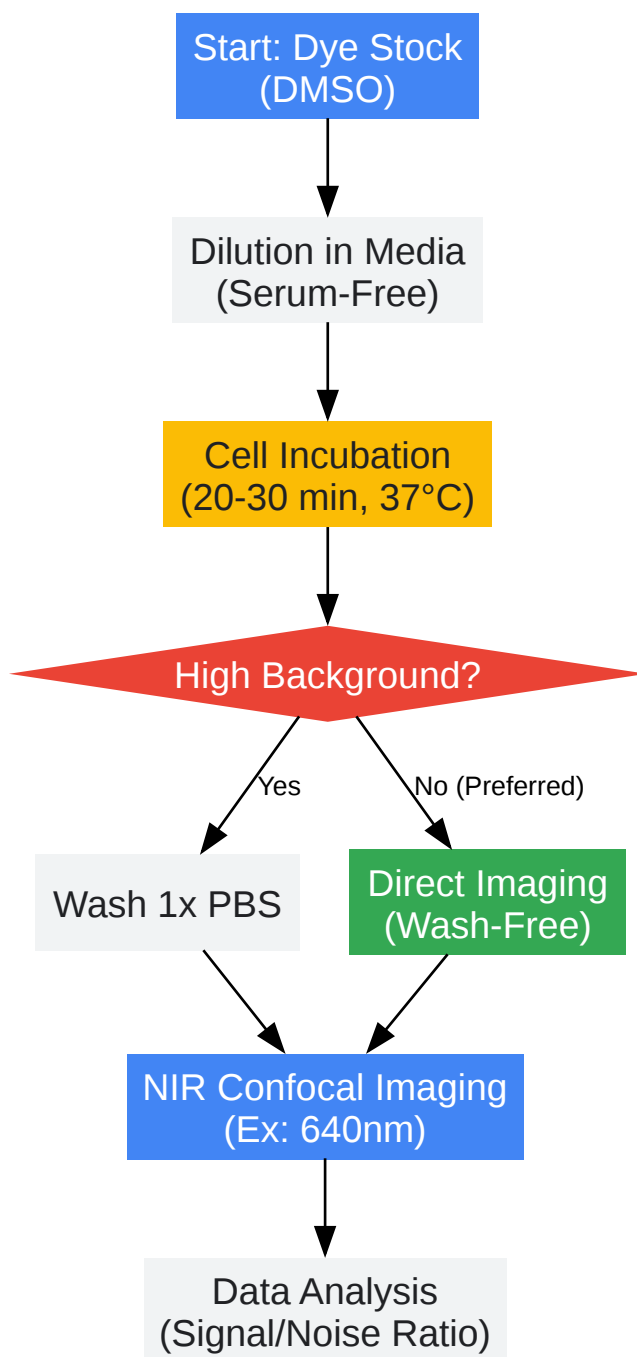 Start: Dye Stock
(DMSO)
Dilution in Media
(Serum-Free)
Cell Incubation
(20-30 min, 37°C)
High Background?
Yes
No (Preferred)
Wash 1x PBS
Direct Imaging
(Wash-Free)
NIR Confocal Imaging
(Ex: 640nm)
Data Analysis
(Signal/Noise Ratio)